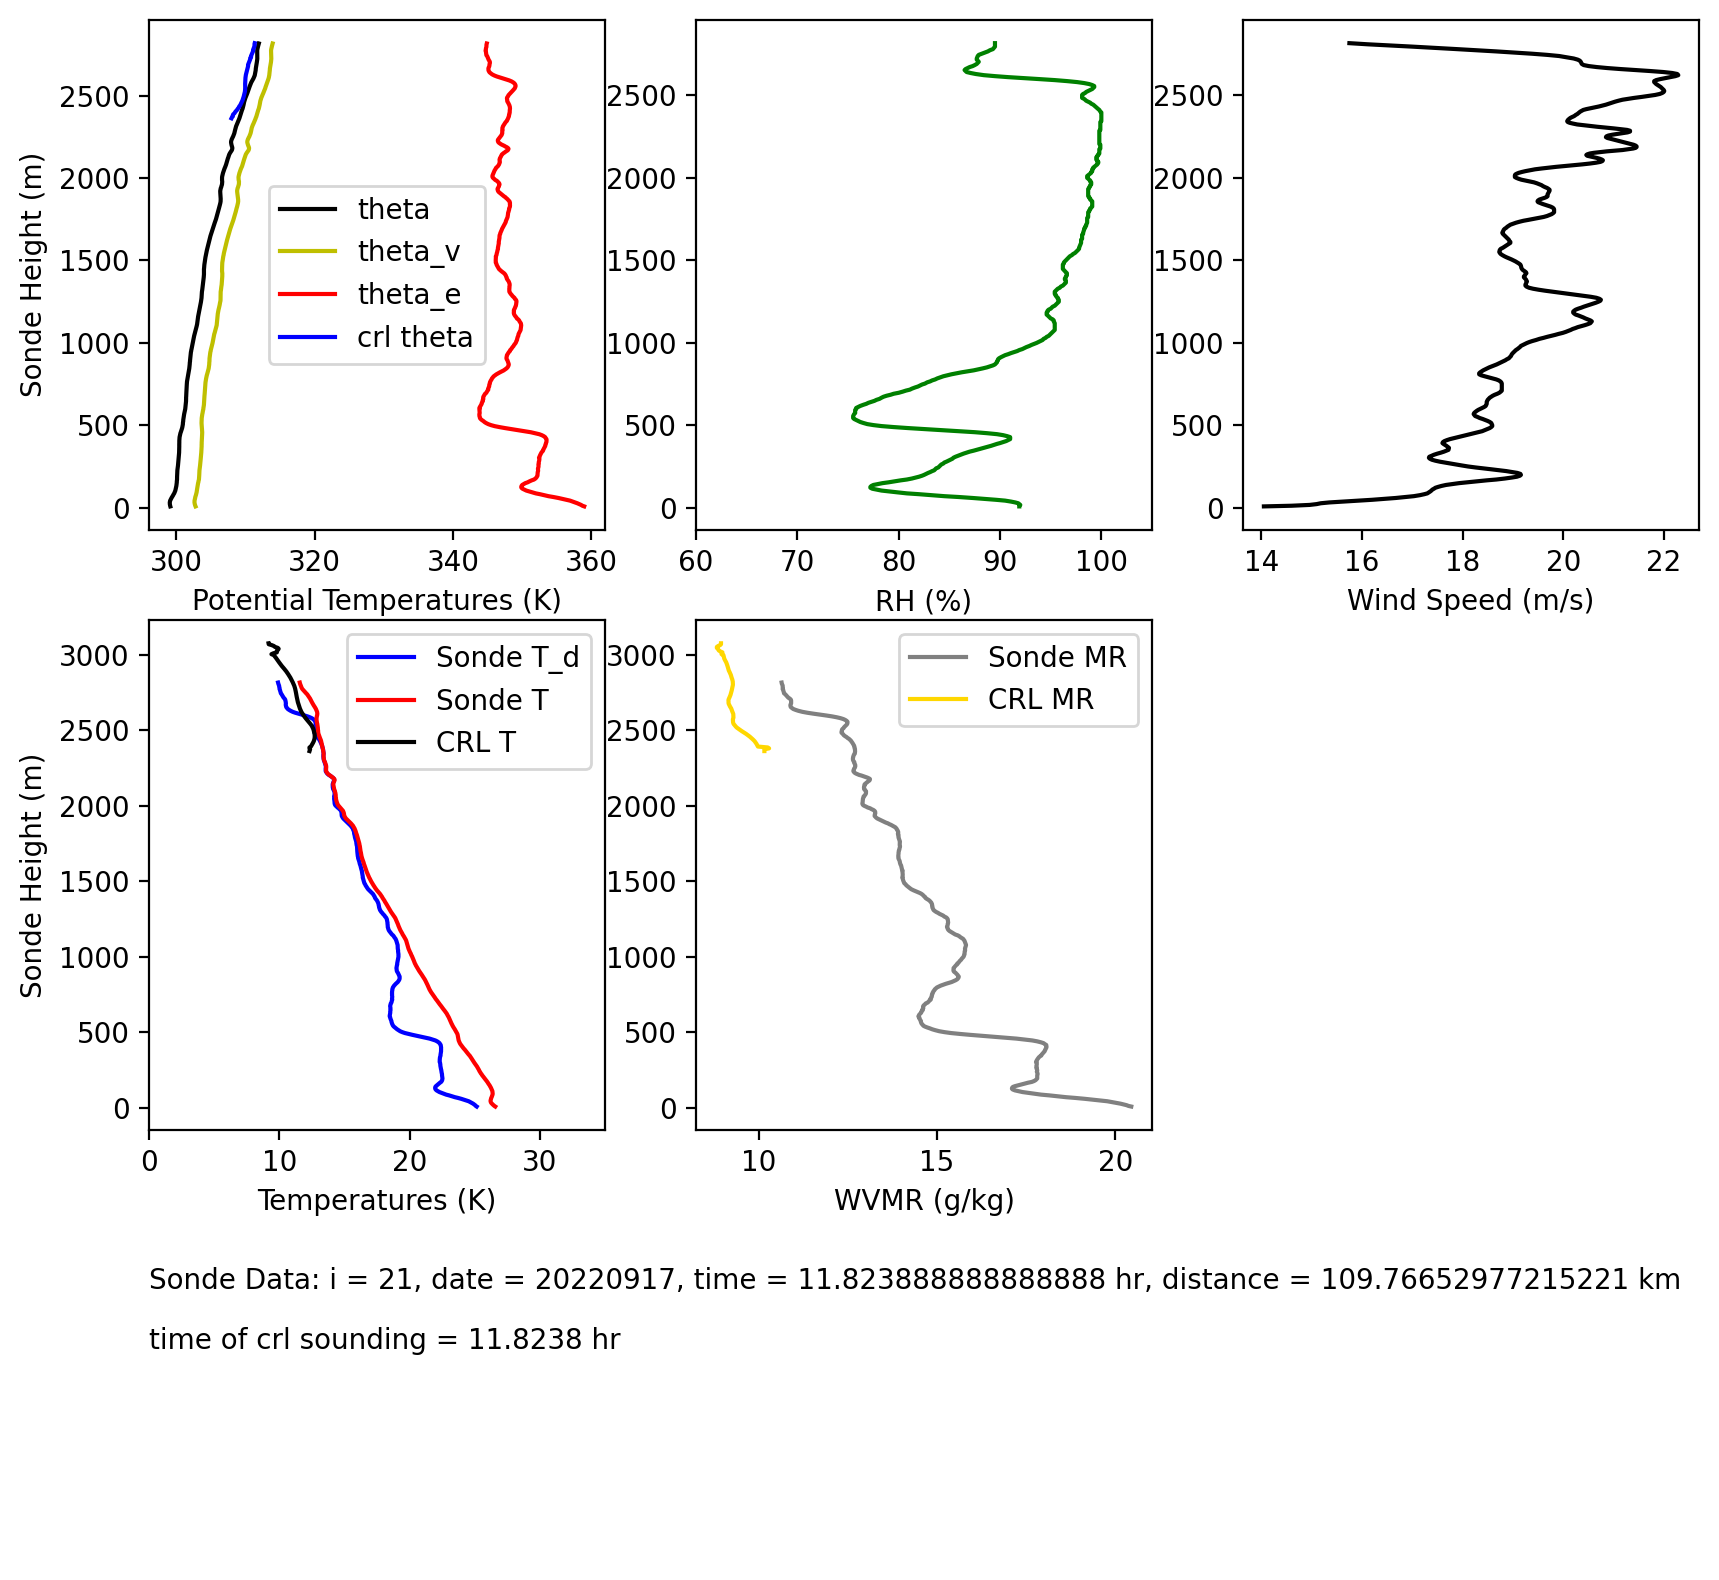 Sonde Height (m)
2500
2000
1500
1000
500
0
300 320 340 360
Potential Temperatures (K)
theta
theta_v
theta_e
crl theta
2500
2000
1500
1000
500
0
60 70 80 90 100
RH (%)
2500
2000
1500
1000
500
0
14 16 18 20 22
Wind Speed (m/s)
Sonde Height (m)
3000
2500
2000
1500
1000
500
0
0 10 20 30
Temperatures (K)
Sonde T_d
Sonde T
CRL T
3000
2500
2000
1500
1000
500
0
10 15 20
WVMR (g/kg)
Sonde MR
CRL MR
Sonde Data: i = 21, date = 20220917, time = 11.823888888888888 hr, distance = 109.76652977215221 km
time of crl sounding = 11.8238 hr